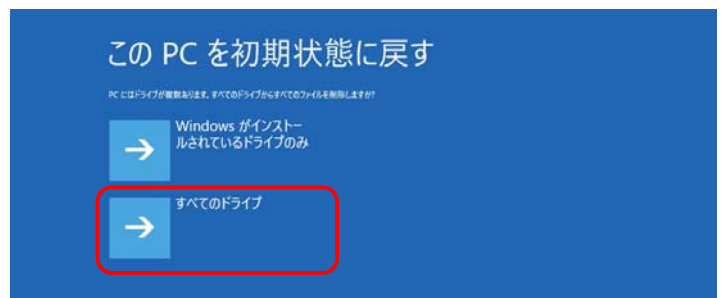 この PC を初期状態に戻す
PC にはドライブが複数あります。すべてのドライブからすべてのファイルを削除しますか?
Windows がインストー
ルされているドライブのみ
すべてのドライブ